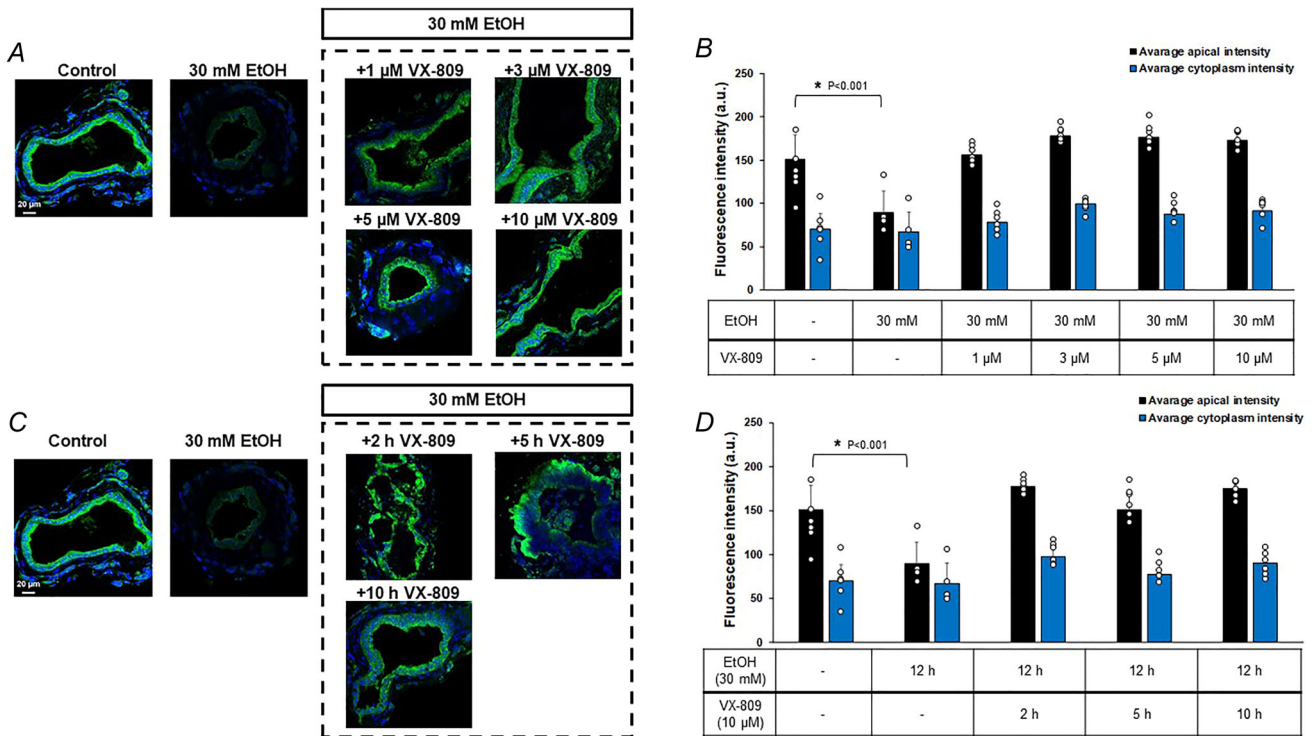 A
30 mM EtOH
Control
30 mM EtOH
+1 µM VX-809
+3 µM VX-809
20 µm
+5 µM VX-809
+10 µM VX-809
B
Avarage apical intensity
Average cytoplasm intensity
Fluorescence intensity (a.u.)
250
200
150
100
50
0
* P<0.001
EtOH - 30 mM 30 mM 30 mM 30 mM 30 mM
VX-809 - - 1 µM 3 µM 5 µM 10 µM
C
30 mM EtOH
Control
30 mM EtOH
+2 h VX-809
+5 h VX-809
20 µm
+10 h VX-809
D
Avarage apical intensity
Avarage cytoplasm intensity
Fluorescence intensity (a.u.)
250
200
150
100
50
0
* P<0.001
EtOH
(30 mM) - 12 h 12 h 12 h 12 h
VX-809
(10 µM) - - 2 h 5 h 10 h